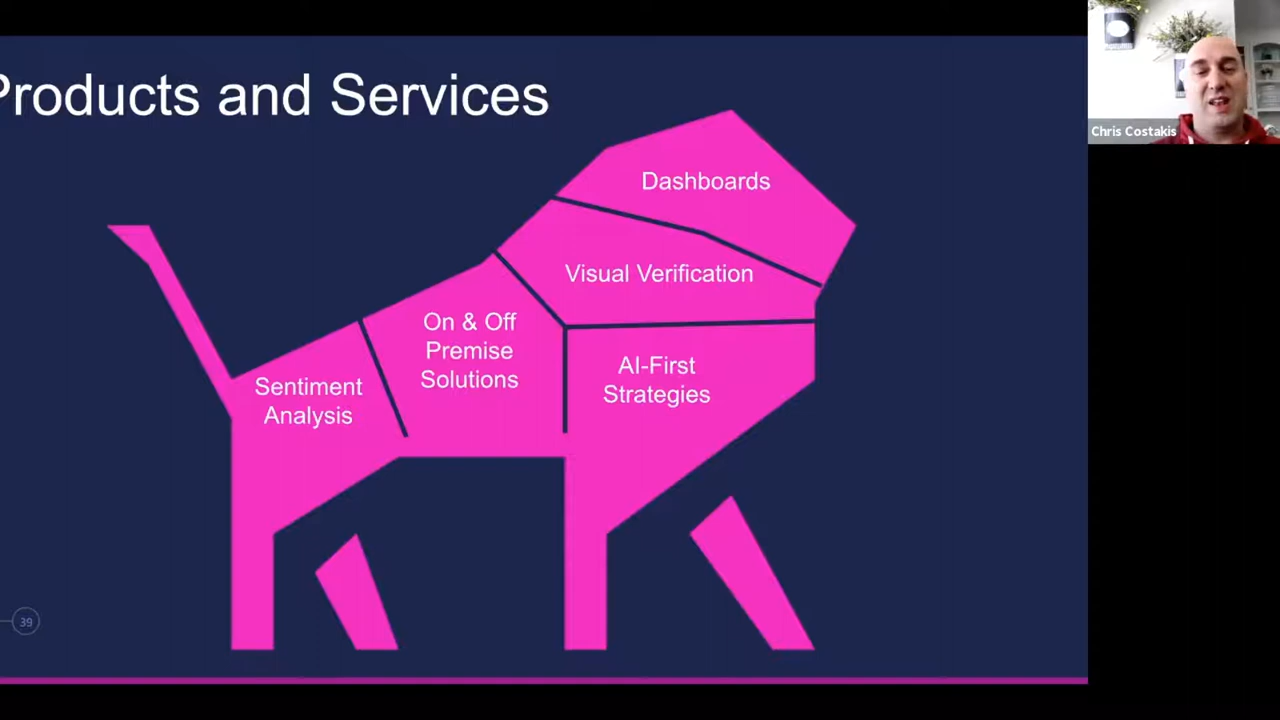 Products and Services
Chris Costakis
Dashboards
Visual Verification
On & Off
Premise
Solutions
AI-First
Strategies
Sentiment
Analysis
39